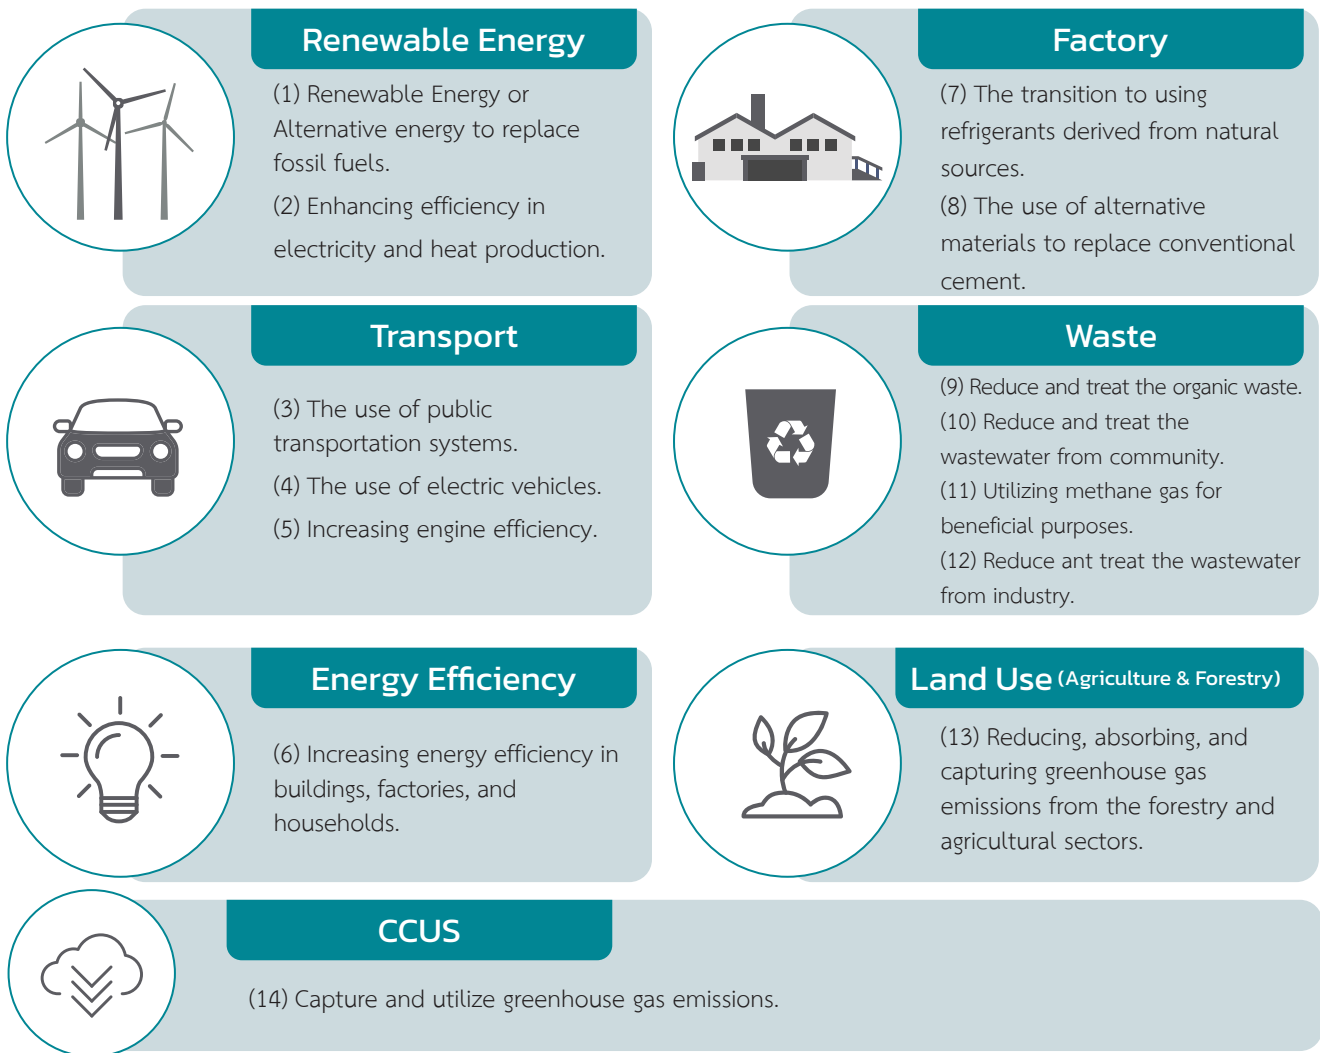 Renewable Energy
(1) Renewable Energy or
Alternative energy to replace
fossil fuels.
(2) Enhancing efficiency in
electricity and heat production.
Transport
(3) The use of public
transportation systems.
(4) The use of electric vehicles.
(5) Increasing engine efficiency.
Energy Efficiency
(6) Increasing energy efficiency in
buildings, factories, and
households.
Factory
(7) The transition to using
refrigerants derived from natural
sources.
(8) The use of alternative
materials to replace conventional
cement.
Waste
(9) Reduce and treat the organic waste.
(10) Reduce and treat the
wastewater from community.
(11) Utilizing methane gas for
beneficial purposes.
(12) Reduce ant treat the wastewater
from industry.
Land Use (Agriculture & Forestry)
(13) Reducing, absorbing, and
capturing greenhouse gas
emissions from the forestry and
agricultural sectors.
CCUS
(14) Capture and utilize greenhouse gas emissions.